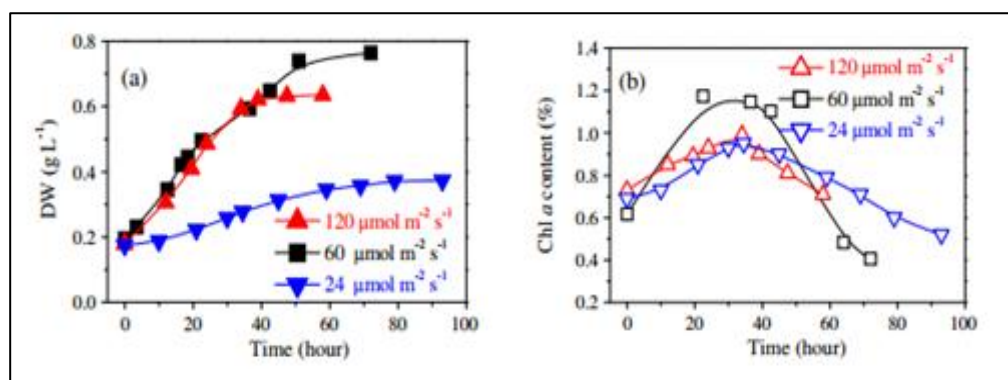 (a)
DW (g L⁻¹)
0.8
0.6
0.4
0.2
0.0
120 μmol m⁻² s⁻¹
60 μmol m⁻² s⁻¹
24 μmol m⁻² s⁻¹
0 20 40 60 80 100
Time (hour)
(b)
Chl a content (%)
1.4
1.2
1.0
0.8
0.6
0.4
0.2
120 μmol m⁻² s⁻¹
60 μmol m⁻² s⁻¹
24 μmol m⁻² s⁻¹
0 20 40 60 80 100
Time (hour)